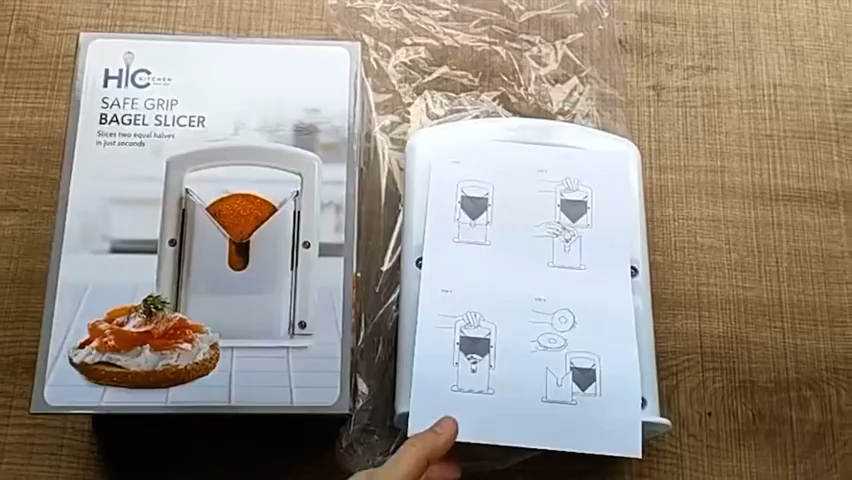 HIC
KITCHEN
SAFE GRIP
BAGEL SLICER
Slices two equal halves
in just seconds